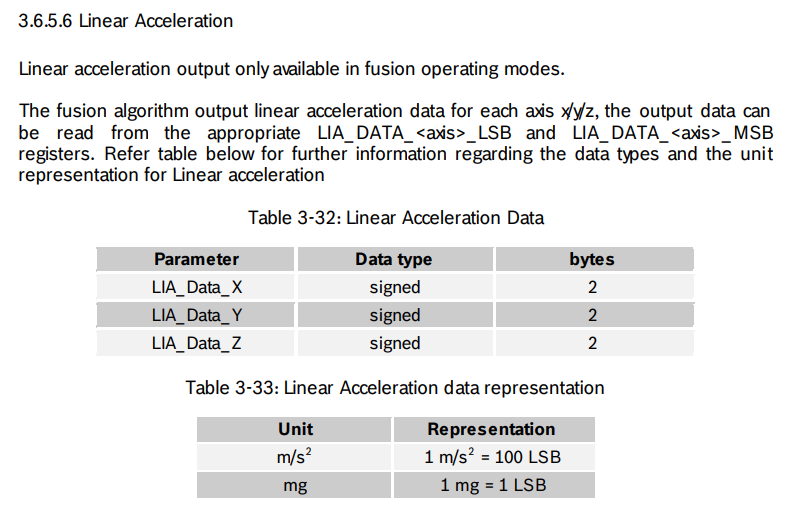 3.6.5.6 Linear Acceleration
Linear acceleration output only available in fusion operating modes.
The fusion algorithm output linear acceleration data for each axis x/y/z, the output data can
be read from the appropriate LIA_DATA_<axis>_LSB and LIA_DATA_<axis>_MSB
registers. Refer table below for further information regarding the data types and the unit
representation for Linear acceleration
Table 3-32: Linear Acceleration Data
Parameter Data type bytes
LIA_Data_X signed 2
LIA_Data_Y signed 2
LIA_Data_Z signed 2
Table 3-33: Linear Acceleration data representation
Unit Representation
m/s² 1 m/s² = 100 LSB
mg 1 mg = 1 LSB